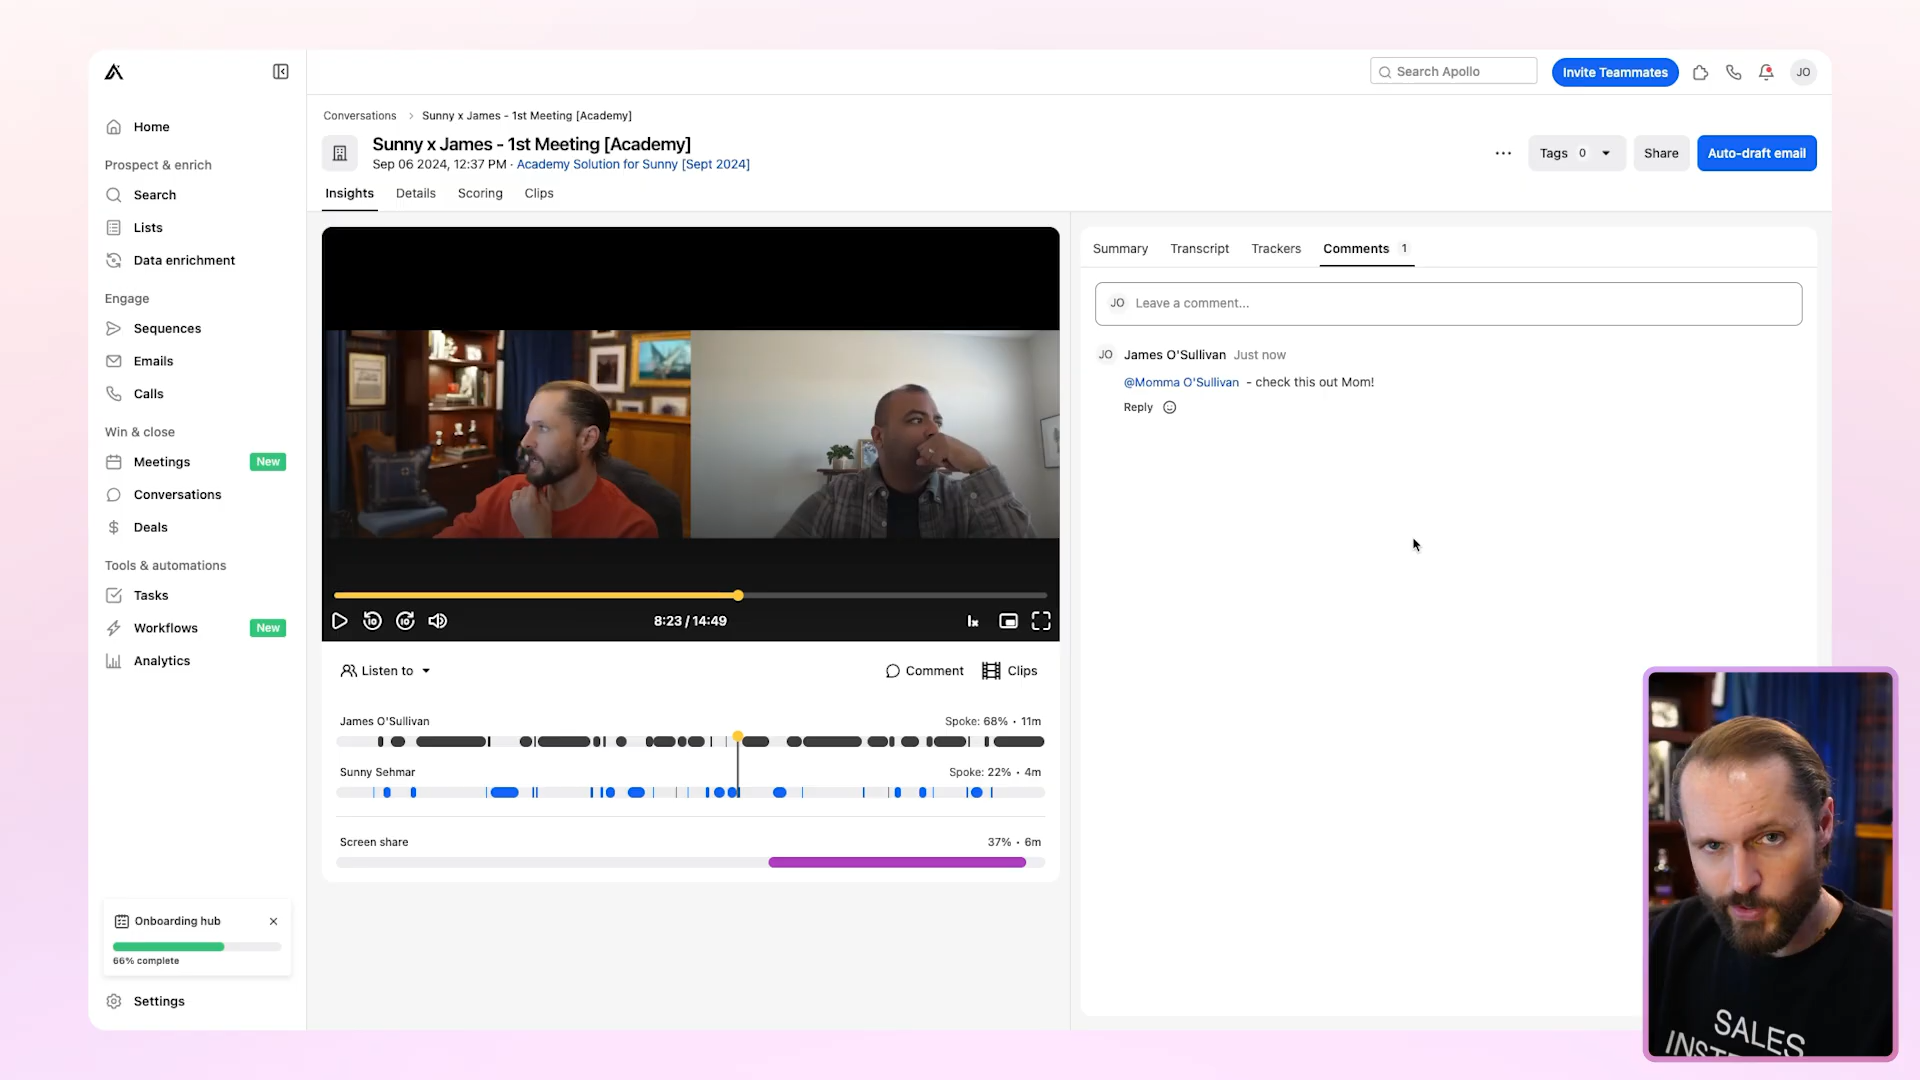 Search Apollo
Invite Teammates
JO
Home
Prospect & enrich
Search
Lists
Data enrichment
Engage
Sequences
Emails
Calls
Win & close
Meetings New
Conversations
Deals
Tools & automations
Tasks
Workflows New
Analytics
Onboarding hub
66% complete
Settings
Conversations > Sunny x James - 1st Meeting [Academy]
Sunny x James - 1st Meeting [Academy]
Sep 06 2024, 12:37 PM · Academy Solution for Sunny [Sept 2024]
Tags 0
Share
Auto-draft email
Insights Details Scoring Clips
10 10 8:23 / 14:49 1x
Listen to Comment Clips
James O'Sullivan Spoke: 68% • 11m
Sunny Sehmar Spoke: 22% • 4m
Screen share 37% • 6m
Summary Transcript Trackers Comments 1
JO Leave a comment...
JO James O'Sullivan Just now
@Momma O'Sullivan - check this out Mom!
Reply
SALES